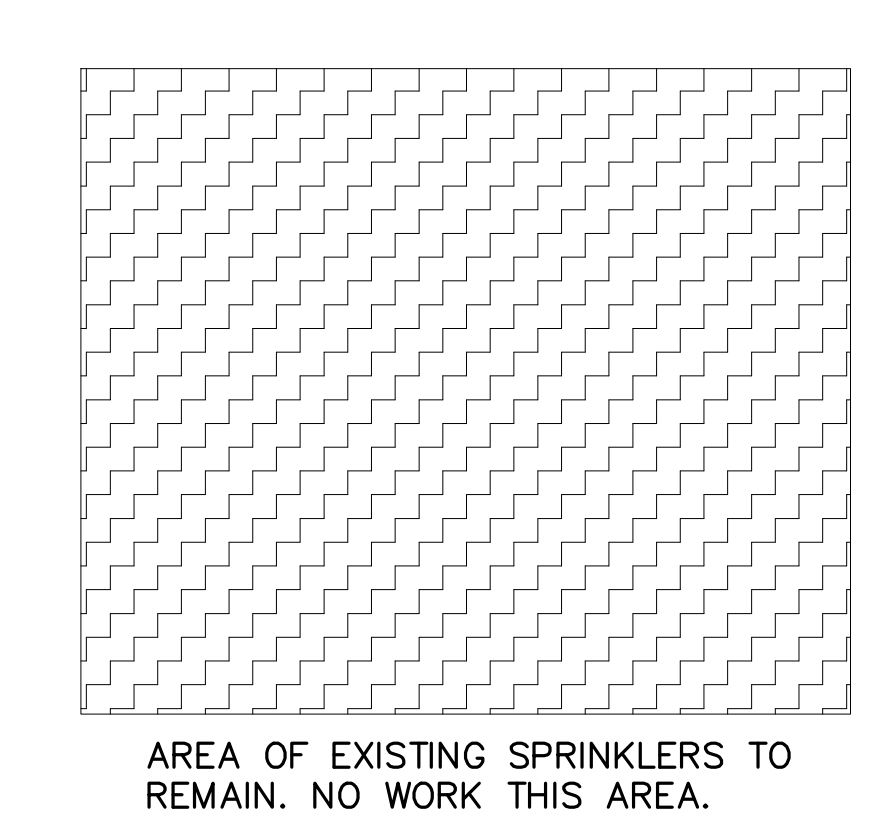 AREA OF EXISTING SPRINKLERS TO
REMAIN. NO WORK THIS AREA.